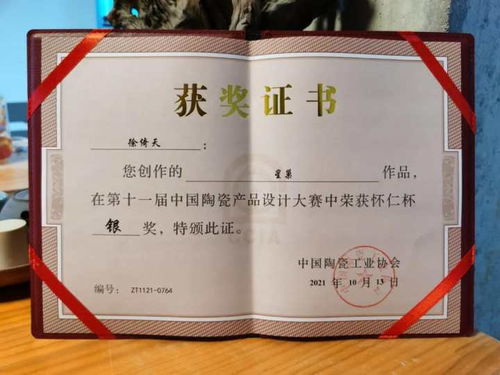 获奖证书
徐倚天：
您创作的 星巢 作品，
在第十一届中国陶瓷产品设计大赛中荣获怀仁杯
银 奖，特颁此证。
中国陶瓷工业协会
2021 年 10 月 13 日
编号： ZT1121-0764